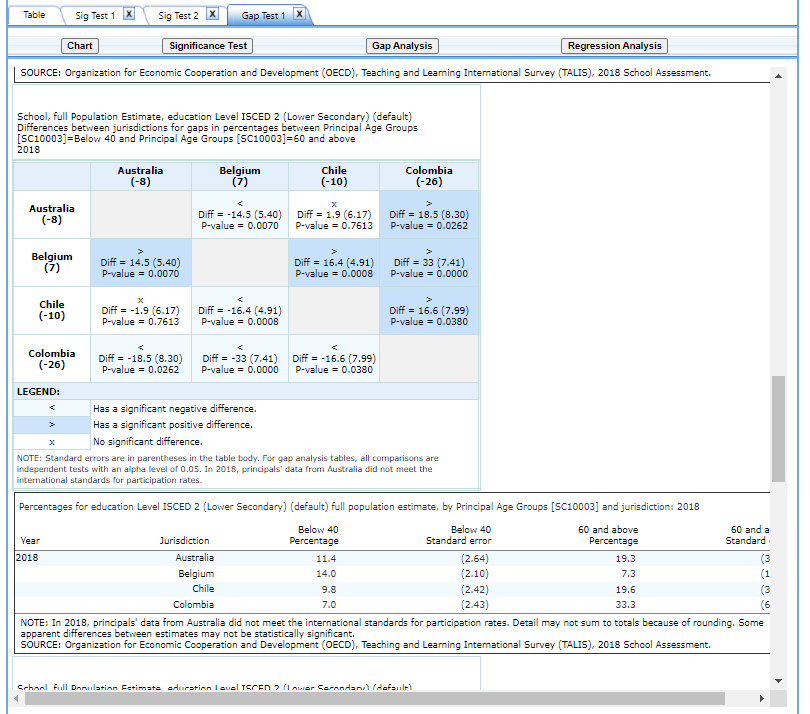 Table Sig Test 1 X Sig Test 2 X Gap Test 1 X
Chart Significance Test Gap Analysis Regression Analysis
SOURCE: Organization for Economic Cooperation and Development (OECD), Teaching and Learning International Survey (TALIS), 2018 School Assessment.
School, full Population Estimate, education Level ISCED 2 (Lower Secondary) (default)
Differences between jurisdictions for gaps in percentages between Principal Age Groups
[SC10003]=Below 40 and Principal Age Groups [SC10003]=60 and above
2018
Australia Belgium Chile Colombia
(-8) (7) (-10) (-26)
Australia
(-8)
< x >
Diff = -14.5 (5.40) Diff = 1.9 (6.17) Diff = 18.5 (8.30)
P-value = 0.0070 P-value = 0.7613 P-value = 0.0262
Belgium
(7)
> > >
Diff = 14.5 (5.40) Diff = 16.4 (4.91) Diff = 33 (7.41)
P-value = 0.0070 P-value = 0.0008 P-value = 0.0000
Chile
(-10)
x < >
Diff = -1.9 (6.17) Diff = -16.4 (4.91) Diff = 16.6 (7.99)
P-value = 0.7613 P-value = 0.0008 P-value = 0.0380
Colombia
(-26)
< < <
Diff = -18.5 (8.30) Diff = -33 (7.41) Diff = -16.6 (7.99)
P-value = 0.0262 P-value = 0.0000 P-value = 0.0380
LEGEND:
< Has a significant negative difference.
> Has a significant positive difference.
x No significant difference.
NOTE: Standard errors are in parentheses in the table body. For gap analysis tables, all comparisons are
independent tests with an alpha level of 0.05. In 2018, principals' data from Australia did not meet the
international standards for participation rates.
Percentages for education Level ISCED 2 (Lower Secondary) (default) full population estimate, by Principal Age Groups [SC10003] and jurisdiction: 2018
Below 40 Below 40 60 and above 60 and a
Year Jurisdiction Percentage Standard error Percentage Standard
2018 Australia 11.4 (2.64) 19.3 (3
Belgium 14.0 (2.10) 7.3 (1
Chile 9.8 (2.42) 19.6 (3
Colombia 7.0 (2.43) 33.3 (6
NOTE: In 2018, principals' data from Australia did not meet the international standards for participation rates. Detail may not sum to totals because of rounding. Some
apparent differences between estimates may not be statistically significant.
SOURCE: Organization for Economic Cooperation and Development (OECD), Teaching and Learning International Survey (TALIS), 2018 School Assessment.
School, full Population Estimate, education Level ISCED 2 (Lower Secondary) (default)